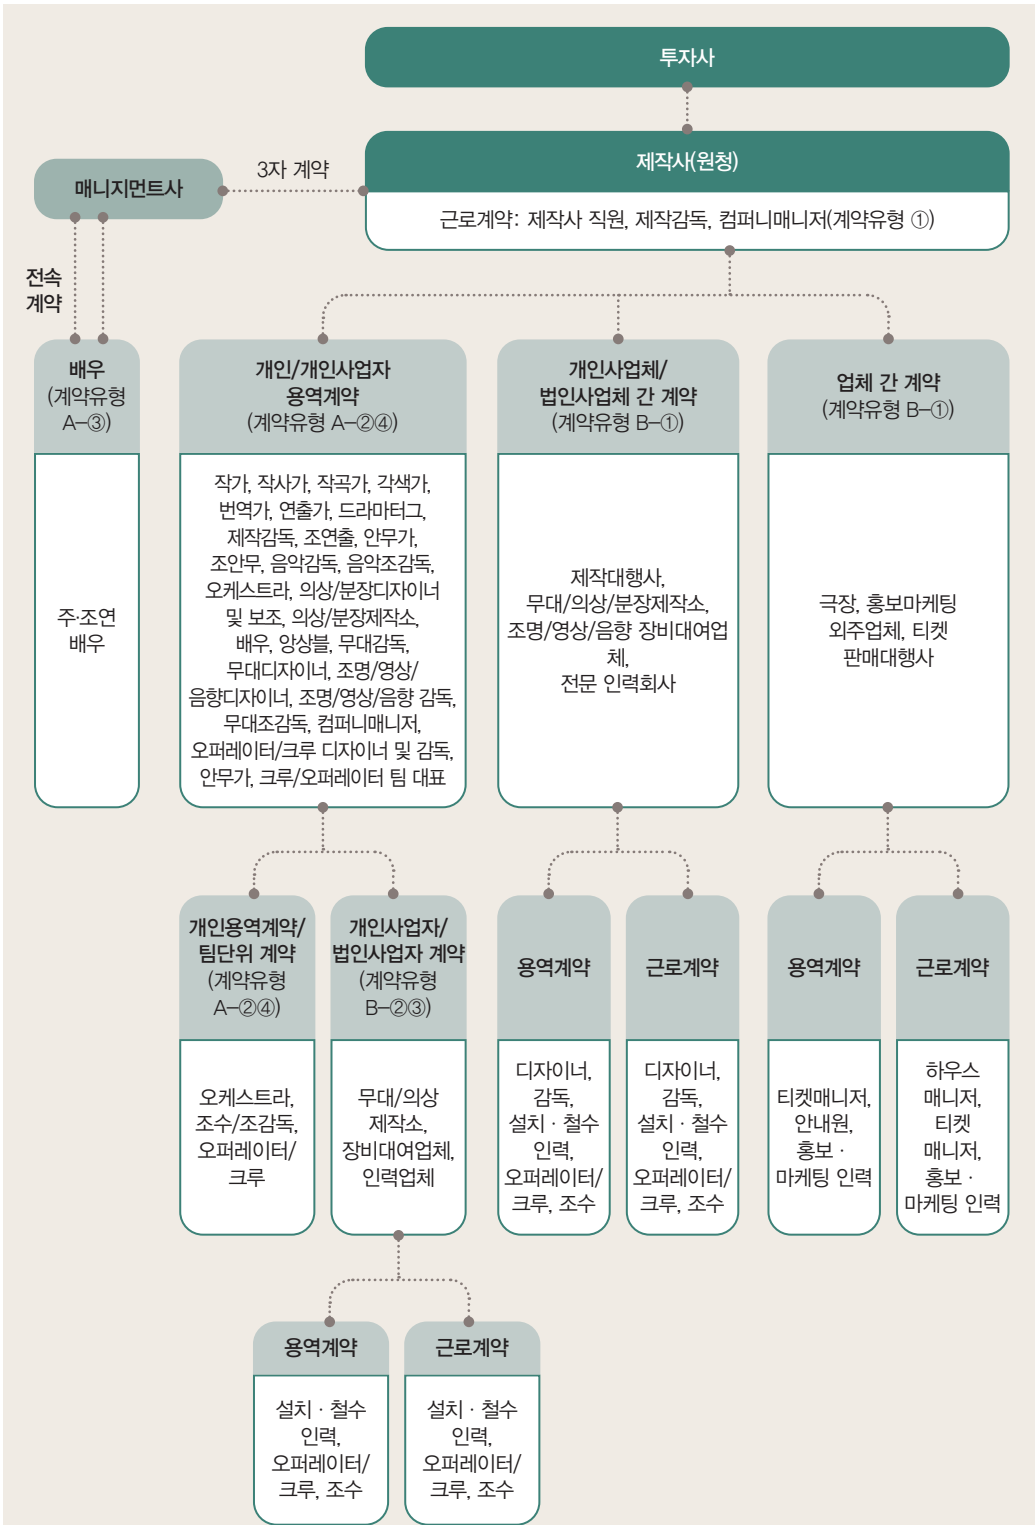 투자사
제작사(원청)
근로계약: 제작사 직원, 제작감독, 컴퍼니매니저(계약유형 ①)
3자 계약
매니지먼트사
전속
계약
배우
(계약유형
A–③)
주·조연
배우
개인/개인사업자
용역계약
(계약유형 A–②④)
작가, 작사가, 작곡가, 각색가,
번역가, 연출가, 드라마터그,
제작감독, 조연출, 안무가,
조안무, 음악감독, 음악조감독,
오케스트라, 의상/분장디자이너
및 보조, 의상/분장제작소,
배우, 앙상블, 무대감독,
무대디자이너, 조명/영상/
음향디자이너, 조명/영상/음향 감독,
무대조감독, 컴퍼니매니저,
오퍼레이터/크루 디자이너 및 감독,
안무가, 크루/오퍼레이터 팀 대표
개인사업체/
법인사업체 간 계약
(계약유형 B–①)
제작대행사,
무대/의상/분장제작소,
조명/영상/음향 장비대여업
체,
전문 인력회사
업체 간 계약
(계약유형 B–①)
극장, 홍보마케팅
외주업체, 티켓
판매대행사
개인용역계약/
팀단위 계약
(계약유형
A–②④)
오케스트라,
조수/조감독,
오퍼레이터/
크루
개인사업자/
법인사업자 계약
(계약유형
B–②③)
무대/의상
제작소,
장비대여업체,
인력업체
용역계약
디자이너,
감독,
설치 · 철수
인력,
오퍼레이터/
크루, 조수
근로계약
디자이너,
감독,
설치 · 철수
인력,
오퍼레이터/
크루, 조수
용역계약
티켓매니저,
안내원,
홍보 ·
마케팅 인력
근로계약
하우스
매니저,
티켓
매니저,
홍보 ·
마케팅 인력
용역계약
설치 · 철수
인력,
오퍼레이터/
크루, 조수
근로계약
설치 · 철수
인력,
오퍼레이터/
크루, 조수